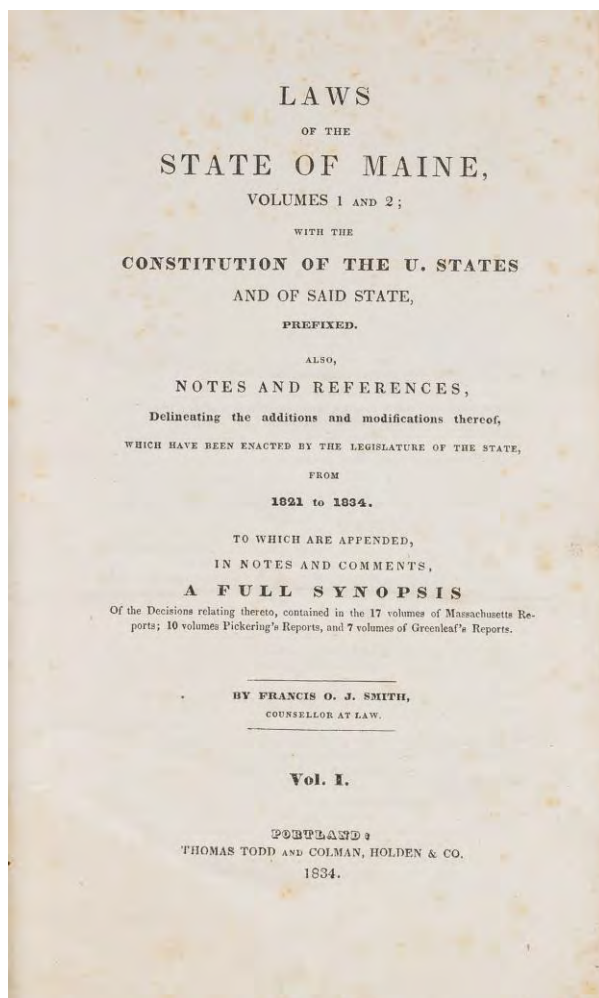 LAWS
OF THE
STATE OF MAINE,
VOLUMES 1 AND 2;
WITH THE
CONSTITUTION OF THE U. STATES
AND OF SAID STATE,
PREFIXED.
ALSO,
NOTES AND REFERENCES,
Delineating the additions and modifications thereof,
WHICH HAVE BEEN ENACTED BY THE LEGISLATURE OF THE STATE,
FROM
1821 to 1834.
TO WHICH ARE APPENDED,
IN NOTES AND COMMENTS,
A FULL SYNOPSIS
Of the Decisions relating thereto, contained in the 17 volumes of Massachusetts Re-
ports; 10 volumes Pickering's Reports, and 7 volumes of Greenleaf's Reports.
BY FRANCIS O. J. SMITH,
COUNSELLOR AT LAW.
Vol. I.
PORTLAND:
THOMAS TODD AND COLMAN, HOLDEN & CO.
1834.